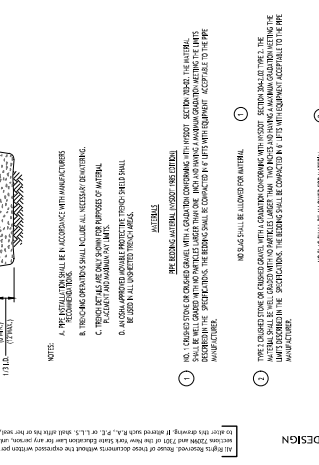 1/3 I.D.
(12"MAX.)
NOTES:
A. PIPE INSTALLATION SHALL BE IN ACCORDANCE WITH MANUFACTURERS
RECOMMENDATIONS.
B. TRENCHING OPERATIONS SHALL INCLUDE ALL NECESSARY DEWATERING.
C. TRENCH DETAILS ARE ONLY SHOWN FOR PURPOSES OF MATERIAL
PLACEMENT AND MAXIMUM PAY LIMITS.
D. AN OSHA APPROVED MOVABLE PROTECTIVE TRENCH SHIELD SHALL
BE USED IN ALL UNSHEETED TRENCH AREAS.
MATERIALS
PIPE BEDDING MATERIAL (NYSDOT 1985 EDITION)
1 NO. 1 CRUSHED STONE OR CRUSHED GRAVEL WITH A GRADATION CONFORMING WITH NYSDOT SECTION 703-02. THE MATERIAL
SHALL BE WELL GRADED WITH NO PARTICLES LARGER THAN ONE INCH AND HAVING A MAXIMUM GRADATION MEETING THE LIMITS
DESCRIBED IN THE SPECIFICATIONS. THE BEDDING SHALL BE COMPACTED IN 6" LIFTS WITH EQUIPMENT ACCEPTABLE TO THE PIPE
MANUFACTURER.
NO SLAG SHALL BE ALLOWED FOR MATERIAL 1
2 TYPE 2 CRUSHED STONE OR CRUSHED GRAVEL WITH A GRADATION CONFORMING WITH NYSDOT SECTION 304-2.02 TYPE 2. THE
MATERIAL SHALL BE WELL GRADED WITH NO PARTICLES LARGER THAN TWO INCHES AND HAVING A MAXIMUM GRADATION MEETING THE
LIMITS DESCRIBED IN THE SPECIFICATIONS. THE BEDDING SHALL BE COMPACTED IN 6" LIFTS WITH EQUIPMENT ACCEPTABLE TO THE PIPE
MANUFACTURER.
All Rights Reserved. Reuse of these documents without the expressed written per
sections 7209N and 7301 of the New York State Education Law for any person, unl
to alter this drawing. If altered such R.A., P.E. or L.L.S. shall affix his or her seal,
DESIGN